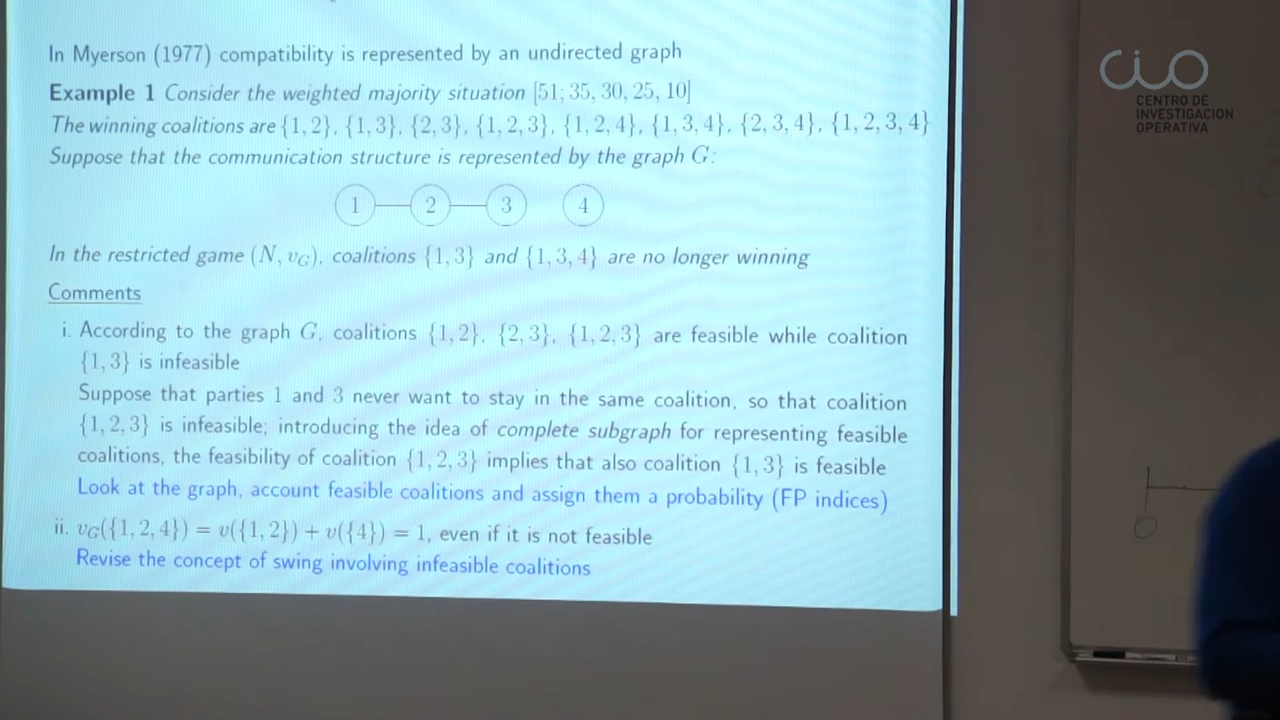 In Myerson (1977) compatibility is represented by an undirected graph
Example 1 Consider the weighted majority situation [51; 35, 30, 25, 10]
The winning coalitions are {1, 2}, {1, 3}, {2, 3}, {1, 2, 3}, {1, 2, 4}, {1, 3, 4}, {2, 3, 4}, {1, 2, 3, 4}
Suppose that the communication structure is represented by the graph G:
1 2 3 4
In the restricted game (N, v_G), coalitions {1, 3} and {1, 3, 4} are no longer winning
Comments
i. According to the graph G, coalitions {1, 2}, {2, 3}, {1, 2, 3} are feasible while coalition
{1, 3} is infeasible
Suppose that parties 1 and 3 never want to stay in the same coalition, so that coalition
{1, 2, 3} is infeasible; introducing the idea of complete subgraph for representing feasible
coalitions, the feasibility of coalition {1, 2, 3} implies that also coalition {1, 3} is feasible
Look at the graph, account feasible coalitions and assign them a probability (FP indices)
ii. v_G({1, 2, 4}) = v({1, 2}) + v({4}) = 1, even if it is not feasible
Revise the concept of swing involving infeasible coalitions
CIO
CENTRO DE
INVESTIGACION
OPERATIVA